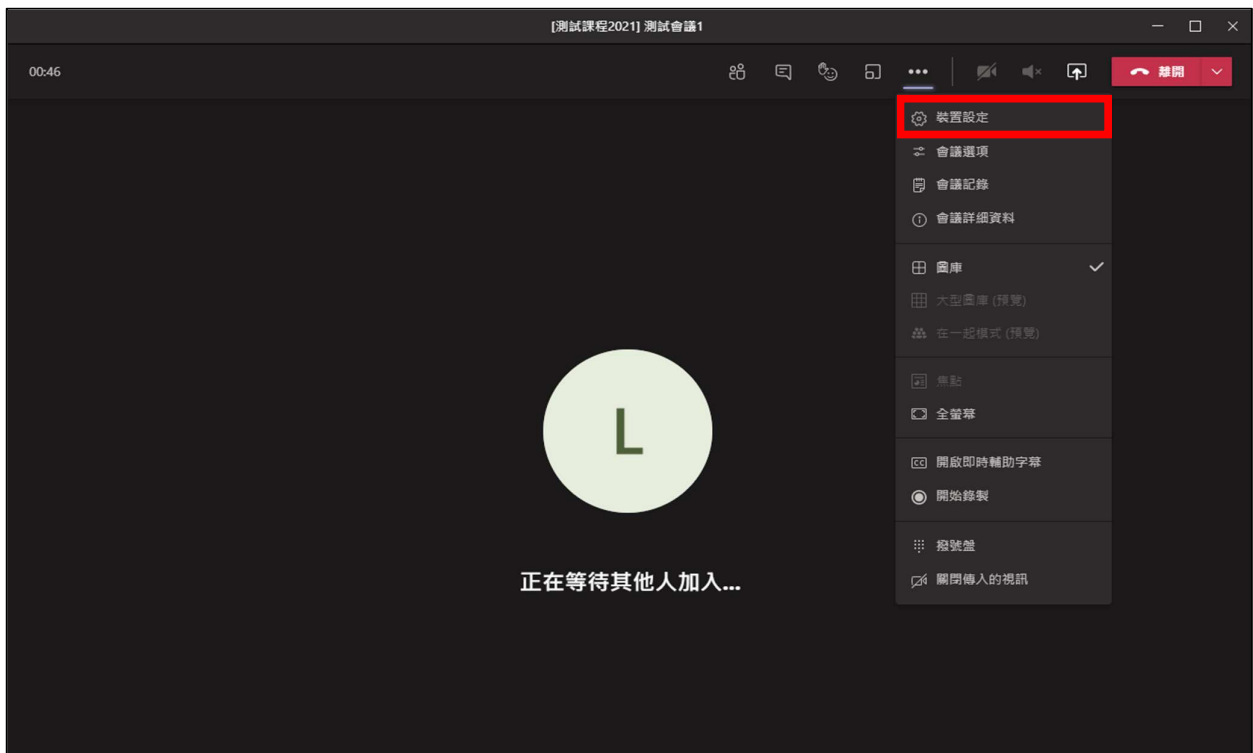 [測試課程2021] 測試會議1
00:46
離開
裝置設定
會議選項
會議記錄
會議詳細資料
圖庫
大型圖庫 (預覽)
在一起模式 (預覽)
焦點
全螢幕
CC 開啟即時輔助字幕
開始錄製
撥號盤
關閉傳入的視訊
L
正在等待其他人加入...